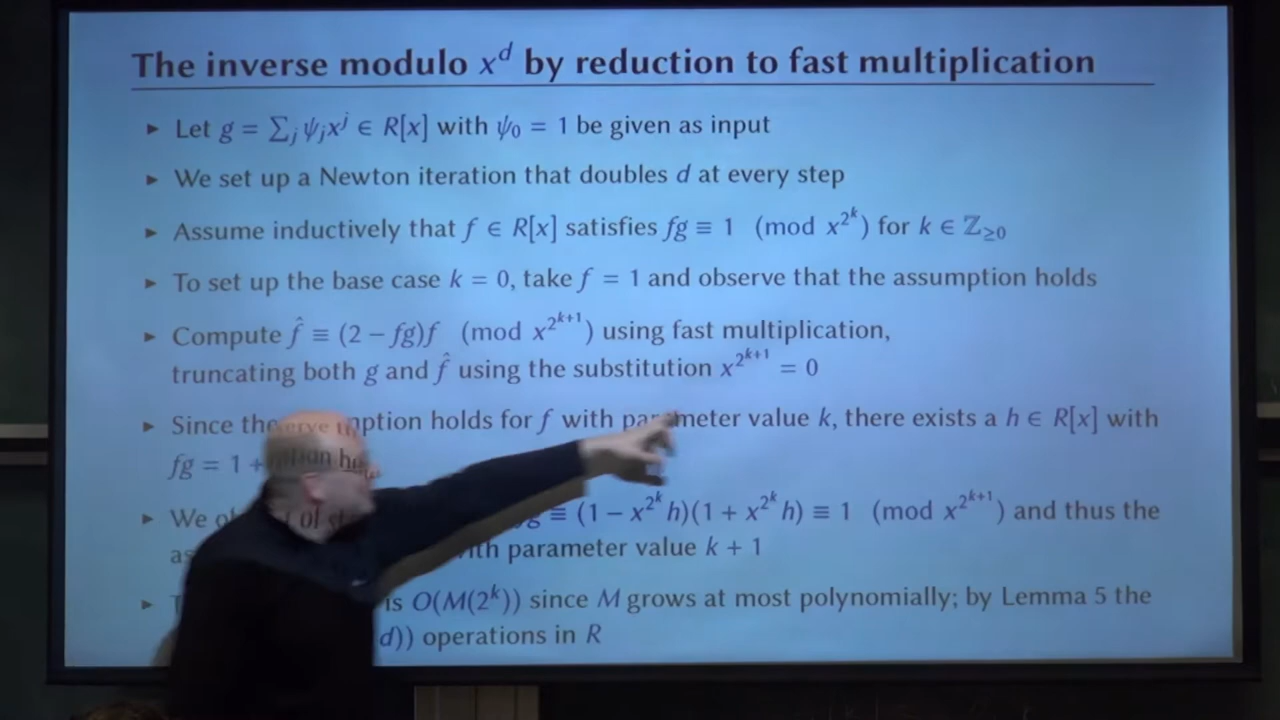 The inverse modulo x^d by reduction to fast multiplication
▸ Let g = ∑_j ψ_j x^j ∈ R[x] with ψ_0 = 1 be given as input
▸ We set up a Newton iteration that doubles d at every step
▸ Assume inductively that f ∈ R[x] satisfies fg ≡ 1 (mod x^{2^k}) for k ∈ ℤ_{≥0}
▸ To set up the base case k = 0, take f = 1 and observe that the assumption holds
▸ Compute f̂ ≡ (2 − fg)f (mod x^{2^{k+1}}) using fast multiplication,
truncating both g and f̂ using the substitution x^{2^{k+1}} = 0
▸ Since the holds for f with parameter value k, there exists a h ∈ R[x] with
fg = 1 +
▸ We ≡ (1 − x^{2^k} h)(1 + x^{2^k} h) ≡ 1 (mod x^{2^{k+1}}) and thus the
parameter value k + 1
▸ is O(M(2^k)) since M grows at most polynomially; by Lemma 5 the
d)) operations in R